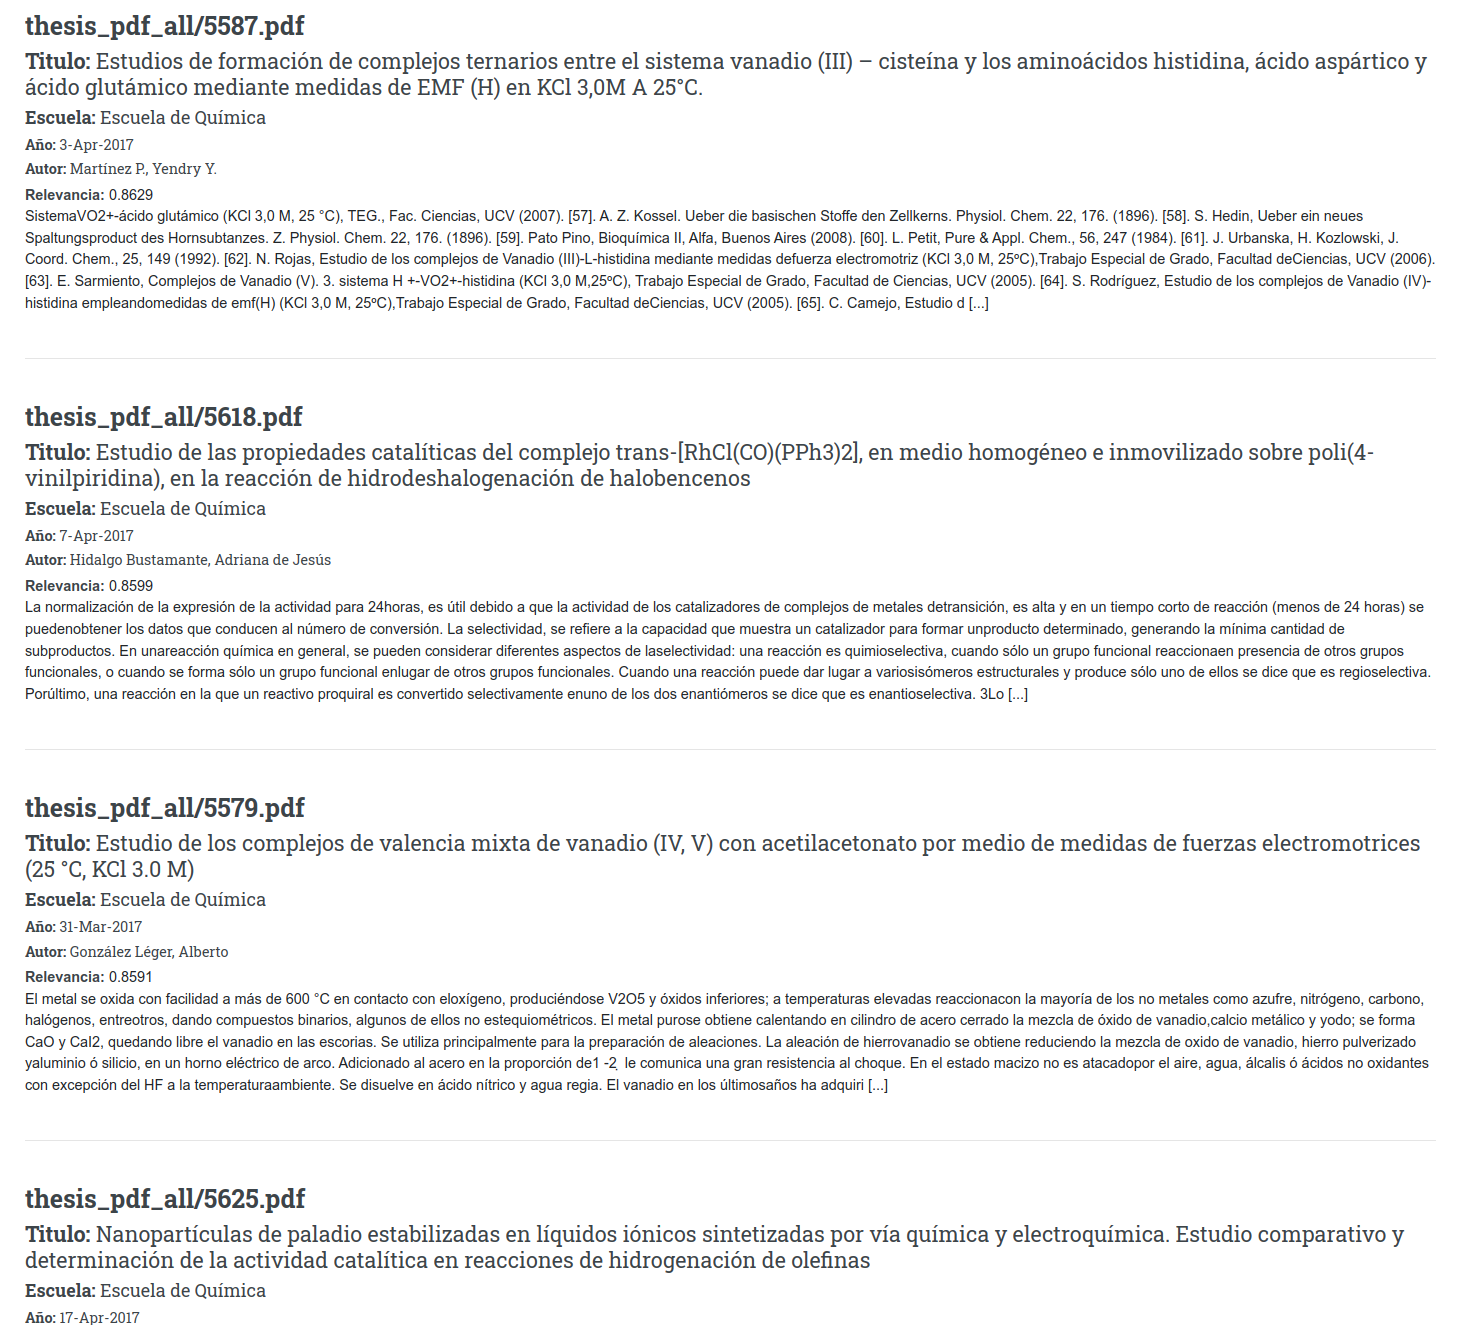 thesis_pdf_all/5587.pdf
Titulo: Estudios de formación de complejos ternarios entre el sistema vanadio (III) – cisteína y los aminoácidos histidina, ácido aspártico y
ácido glutámico mediante medidas de EMF (H) en KCl 3,0M A 25°C.
Escuela: Escuela de Química
Año: 3-Apr-2017
Autor: Martínez P., Yendry Y.
Relevancia: 0.8629
SistemaVO2+-ácido glutámico (KCl 3,0 M, 25 °C), TEG., Fac. Ciencias, UCV (2007). [57]. A. Z. Kossel. Ueber die basischen Stoffe den Zellkerns. Physiol. Chem. 22, 176. (1896). [58]. S. Hedin, Ueber ein neues
Spaltungsproduct des Hornsubtanzes. Z. Physiol. Chem. 22, 176. (1896). [59]. Pato Pino, Bioquímica II, Alfa, Buenos Aires (2008). [60]. L. Petit, Pure & Appl. Chem., 56, 247 (1984). [61]. J. Urbanska, H. Kozlowski, J.
Coord. Chem., 25, 149 (1992). [62]. N. Rojas, Estudio de los complejos de Vanadio (III)-L-histidina mediante medidas defuerza electromotriz (KCl 3,0 M, 25ºC),Trabajo Especial de Grado, Facultad deCiencias, UCV (2006).
[63]. E. Sarmiento, Complejos de Vanadio (V). 3. sistema H +-VO2+-histidina (KCl 3,0 M,25ºC), Trabajo Especial de Grado, Facultad de Ciencias, UCV (2005). [64]. S. Rodríguez, Estudio de los complejos de Vanadio (IV)-
histidina empleandomedidas de emf(H) (KCl 3,0 M, 25ºC),Trabajo Especial de Grado, Facultad deCiencias, UCV (2005). [65]. C. Camejo, Estudio d [...]
thesis_pdf_all/5618.pdf
Titulo: Estudio de las propiedades catalíticas del complejo trans-[RhCl(CO)(PPh3)2], en medio homogéneo e inmovilizado sobre poli(4-
vinilpiridina), en la reacción de hidrodeshalogenación de halobencenos
Escuela: Escuela de Química
Año: 7-Apr-2017
Autor: Hidalgo Bustamante, Adriana de Jesús
Relevancia: 0.8599
La normalización de la expresión de la actividad para 24horas, es útil debido a que la actividad de los catalizadores de complejos de metales detransición, es alta y en un tiempo corto de reacción (menos de 24 horas) se
puedenobtener los datos que conducen al número de conversión. La selectividad, se refiere a la capacidad que muestra un catalizador para formar unproducto determinado, generando la mínima cantidad de
subproductos. En unareacción química en general, se pueden considerar diferentes aspectos de laselectividad: una reacción es quimioselectiva, cuando sólo un grupo funcional reaccionaen presencia de otros grupos
funcionales, o cuando se forma sólo un grupo funcional enlugar de otros grupos funcionales. Cuando una reacción puede dar lugar a variosisómeros estructurales y produce sólo uno de ellos se dice que es regioselectiva.
Porúltimo, una reacción en la que un reactivo proquiral es convertido selectivamente enuno de los dos enantiómeros se dice que es enantioselectiva. 3Lo [...]
thesis_pdf_all/5579.pdf
Titulo: Estudio de los complejos de valencia mixta de vanadio (IV, V) con acetilacetonato por medio de medidas de fuerzas electromotrices
(25 °C, KCl 3.0 M)
Escuela: Escuela de Química
Año: 31-Mar-2017
Autor: González Léger, Alberto
Relevancia: 0.8591
El metal se oxida con facilidad a más de 600 °C en contacto con eloxígeno, produciéndose V2O5 y óxidos inferiores; a temperaturas elevadas reaccionacon la mayoría de los no metales como azufre, nitrógeno, carbono,
halógenos, entreotros, dando compuestos binarios, algunos de ellos no estequiométricos. El metal purose obtiene calentando en cilindro de acero cerrado la mezcla de óxido de vanadio,calcio metálico y yodo; se forma
CaO y CaI2, quedando libre el vanadio en las escorias. Se utiliza principalmente para la preparación de aleaciones. La aleación de hierrovanadio se obtiene reduciendo la mezcla de oxido de vanadio, hierro pulverizado
yaluminio ó silicio, en un horno eléctrico de arco. Adicionado al acero en la proporción de1 -2, le comunica una gran resistencia al choque. En el estado macizo no es atacadopor el aire, agua, álcalis ó ácidos no oxidantes
con excepción del HF a la temperaturaambiente. Se disuelve en ácido nítrico y agua regia. El vanadio en los últimosaños ha adquiri [...]
thesis_pdf_all/5625.pdf
Titulo: Nanopartículas de paladio estabilizadas en líquidos iónicos sintetizadas por vía química y electroquímica. Estudio comparativo y
determinación de la actividad catalítica en reacciones de hidrogenación de olefinas
Escuela: Escuela de Química
Año: 17-Apr-2017